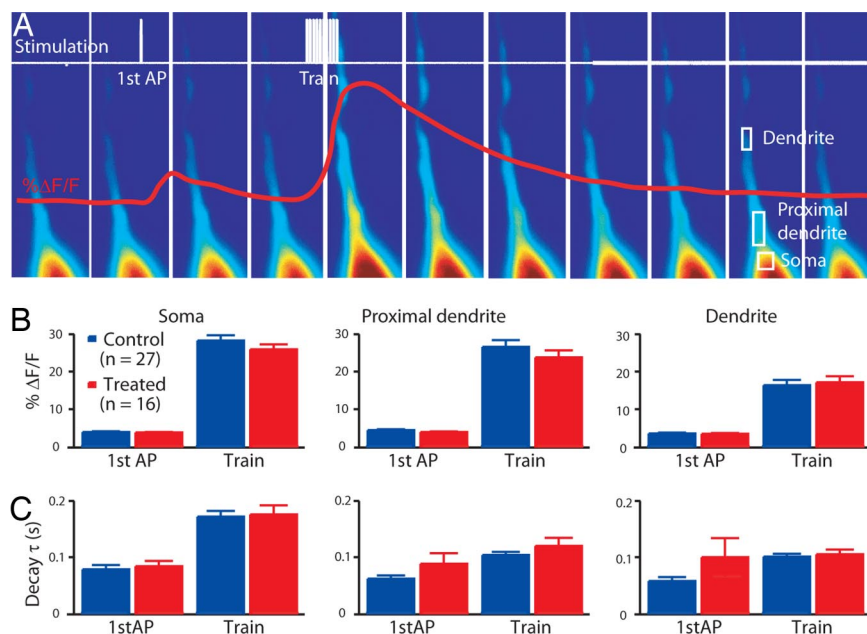 A
Stimulation
1st AP
Train
%ΔF/F
Dendrite
Proximal
dendrite
Soma
B
Soma
Proximal dendrite
Dendrite
% ΔF/F
30
20
10
0
Control
(n = 27)
Treated
(n = 16)
1st AP
Train
30
20
10
0
1st AP
Train
30
20
10
0
1st AP
Train
C
Decay τ (s)
0.2
0.1
0
1stAP
Train
0.2
0.1
0
1stAP
Train
0.2
0.1
0
1stAP
Train